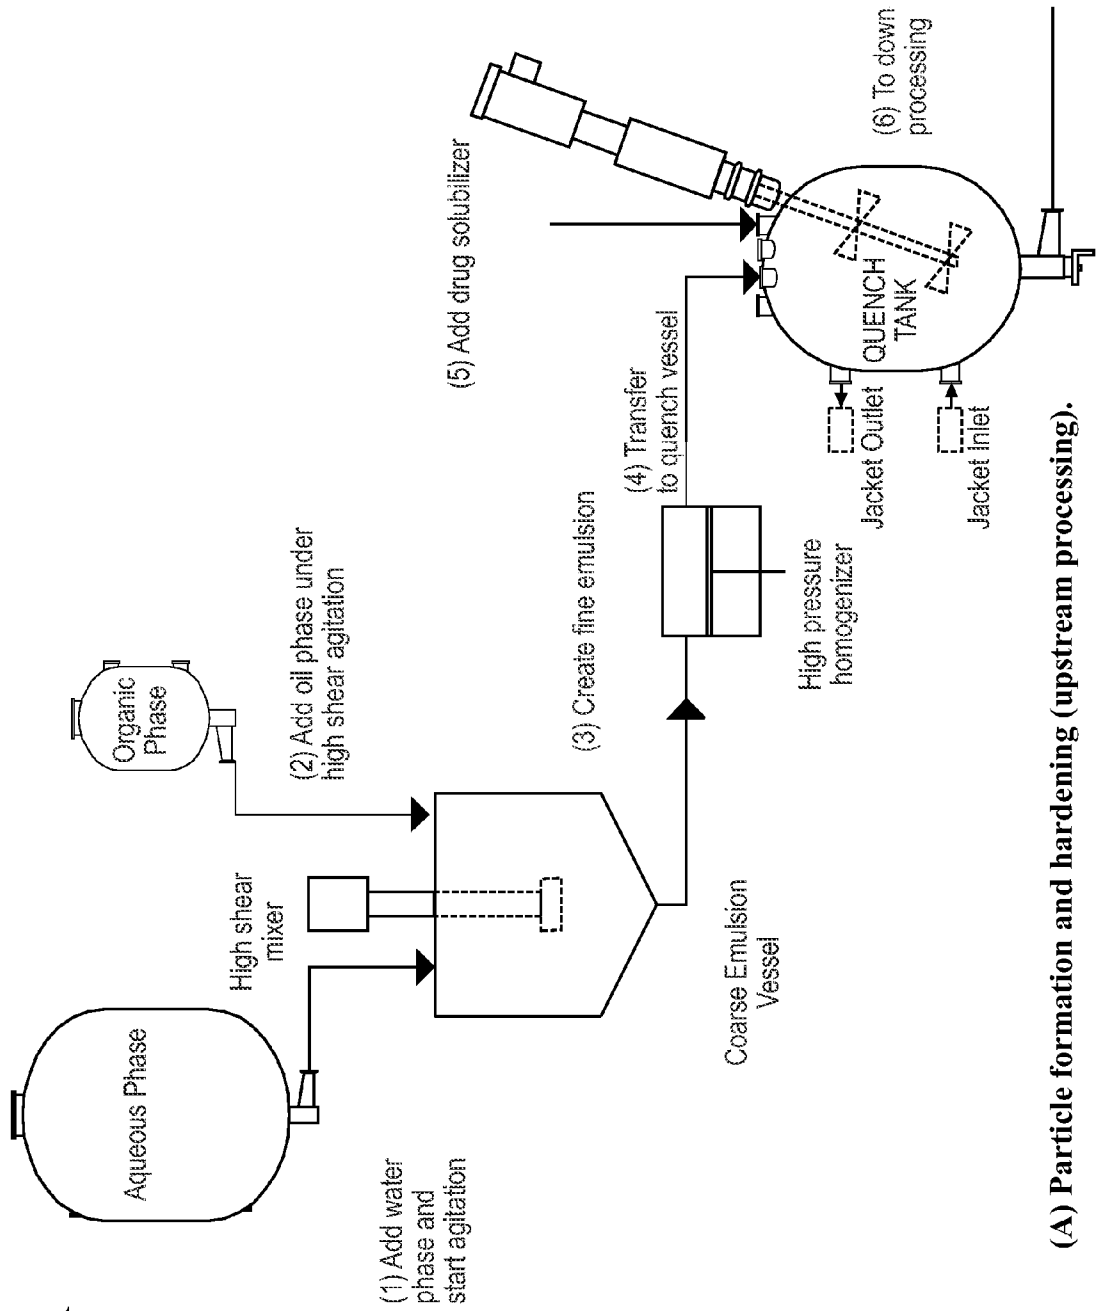 Aqueous Phase
(1) Add water
phase and
start agitation
High shear
mixer
Organic
Phase
(2) Add oil phase under
high shear agitation
Coarse Emulsion
Vessel
(3) Create fine emulsion
High pressure
homogenizer
(4) Transfer
to quench vessel
(5) Add drug solubilizer
QUENCH
TANK
Jacket Outlet
Jacket Inlet
(6) To down
processing
(A) Particle formation and hardening (upstream processing).